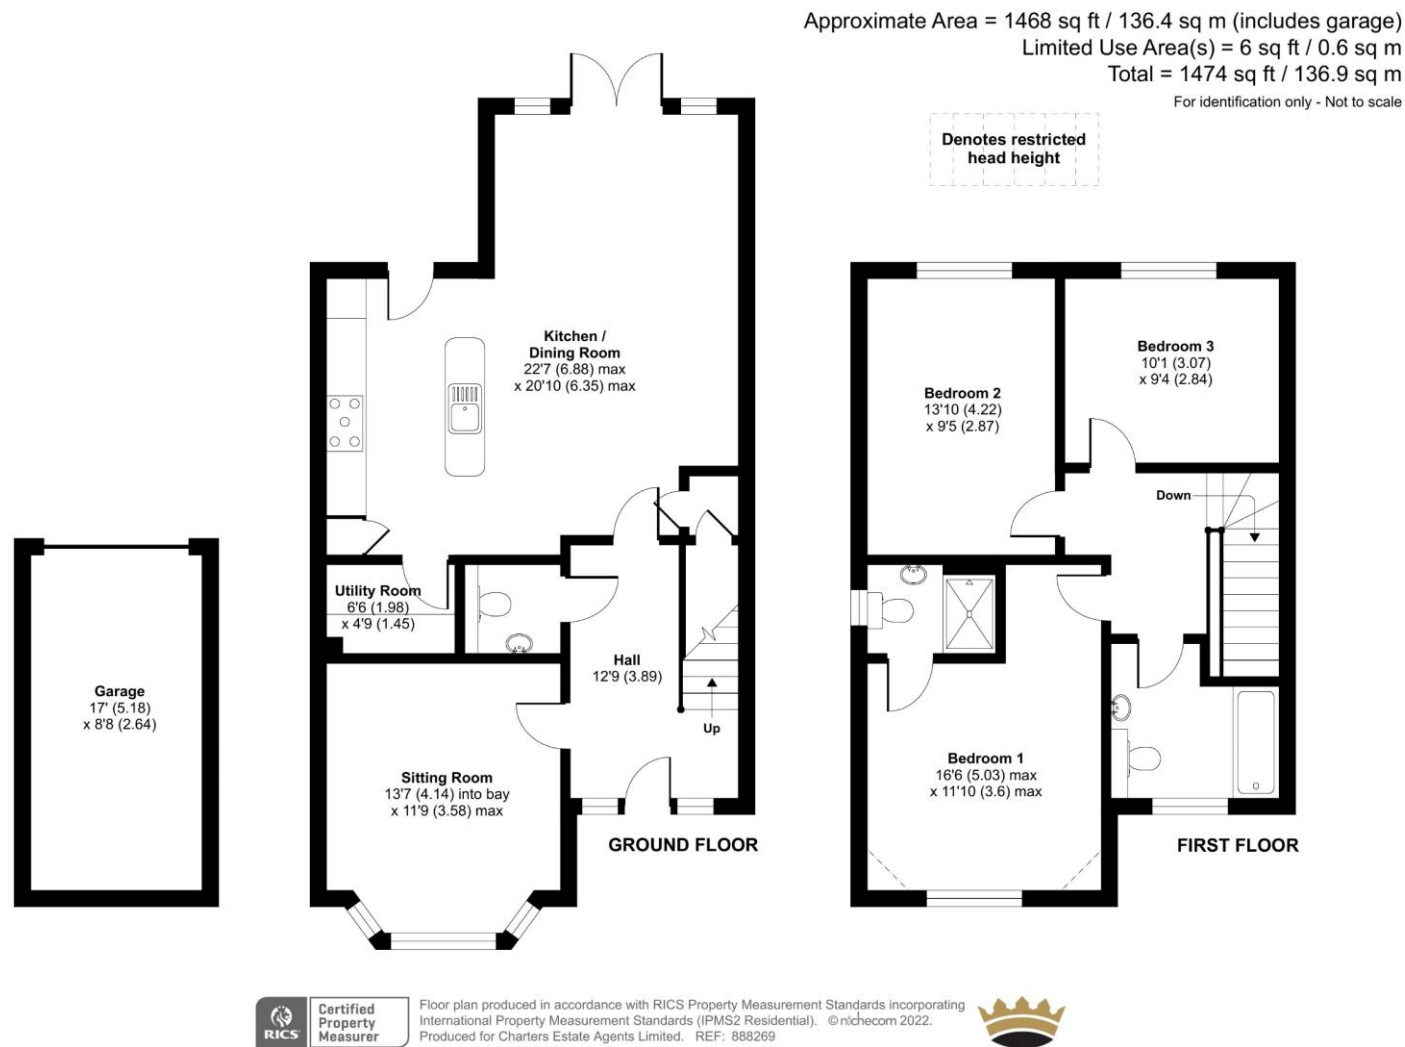 Approximate Area = 1468 sq ft / 136.4 sq m (includes garage)
Limited Use Area(s) = 6 sq ft / 0.6 sq m
Total = 1474 sq ft / 136.9 sq m
For identification only - Not to scale
Denotes restricted
head height
Kitchen /
Dining Room
22'7 (6.88) max
x 20'10 (6.35) max
Utility Room
6'6 (1.98)
x 4'9 (1.45)
Hall
12'9 (3.89)
Up
Garage
17' (5.18)
x 8'8 (2.64)
Sitting Room
13'7 (4.14) into bay
x 11'9 (3.58) max
GROUND FLOOR
Bedroom 3
10'1 (3.07)
x 9'4 (2.84)
Bedroom 2
13'10 (4.22)
x 9'5 (2.87)
Down
Bedroom 1
16'6 (5.03) max
x 11'10 (3.6) max
FIRST FLOOR
RICS
Certified
Property
Measurer
Floor plan produced in accordance with RICS Property Measurement Standards incorporating
International Property Measurement Standards (IPMS2 Residential). ©nichecom 2022.
Produced for Charters Estate Agents Limited. REF: 888269